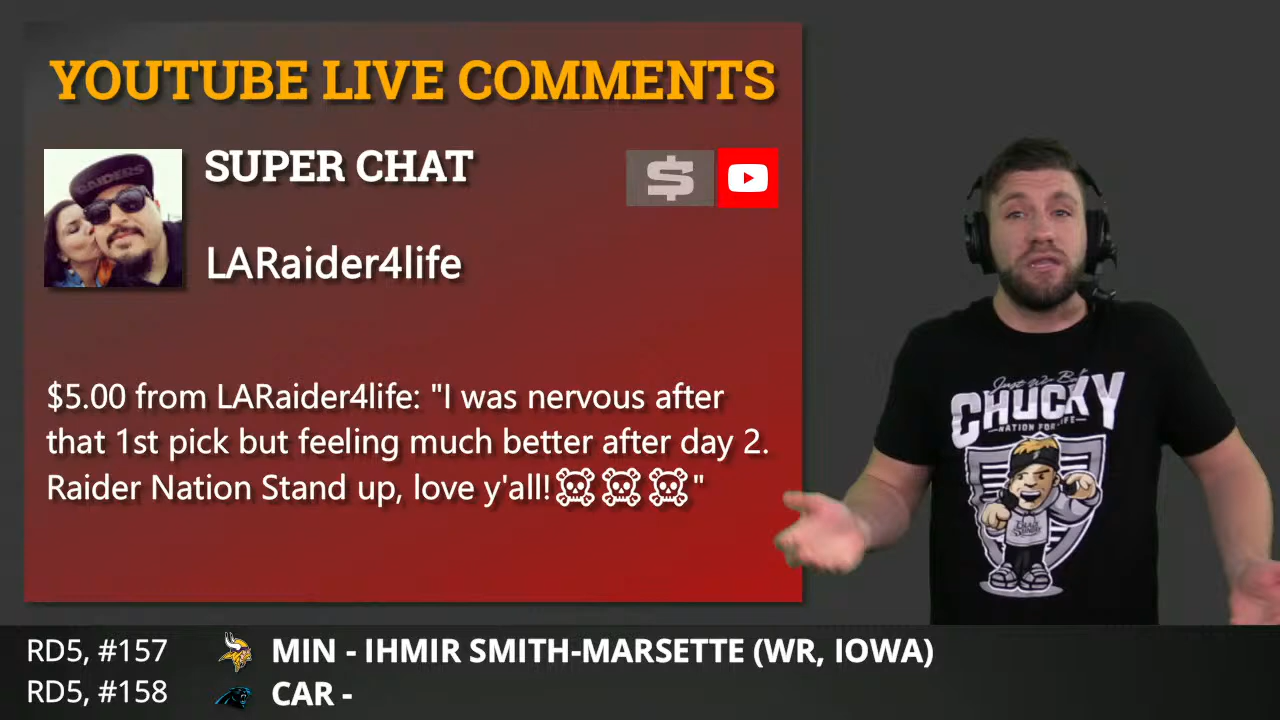 YOUTUBE LIVE COMMENTS
RAIDERS
SUPER CHAT
$
LARaider4life
$5.00 from LARaider4life: "I was nervous after
that 1st pick but feeling much better after day 2.
Raider Nation Stand up, love y'all!☠☠☠"
CHUCKY
NATION FOR LIFE
RD5, #157 MIN - IHMIR SMITH-MARSETTE (WR, IOWA)
RD5, #158 CAR -